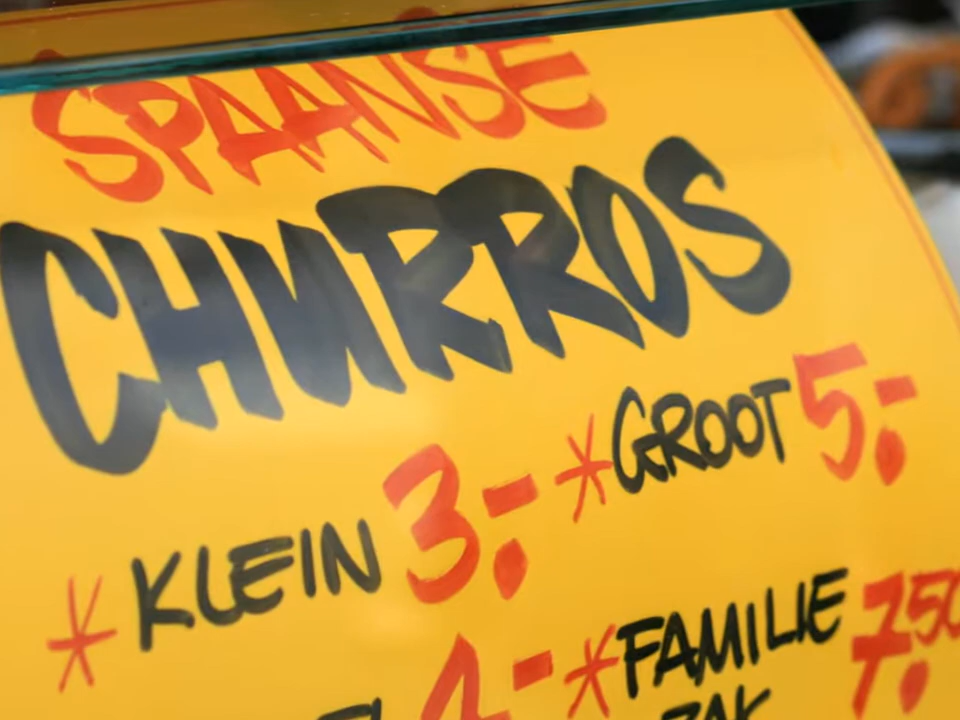 SPAANSE
CHURROS
* KLEIN 3,-
* GROOT 5,-
4,-
* FAMILIE 7,50
ZAK